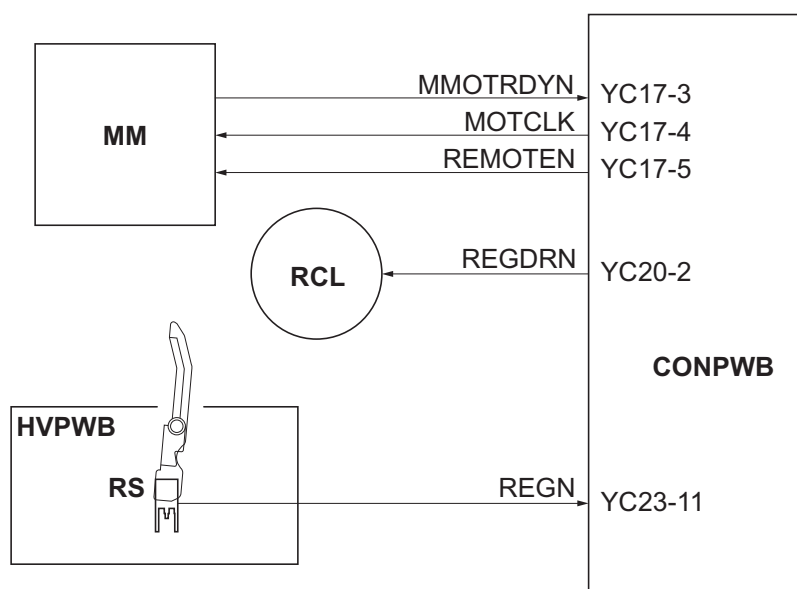 MM
MMOTRDYN
YC17-3
MOTCLK
YC17-4
REMOTEN
YC17-5
RCL
REGDRN
YC20-2
CONPWB
HVPWB
RS
REGN
YC23-11